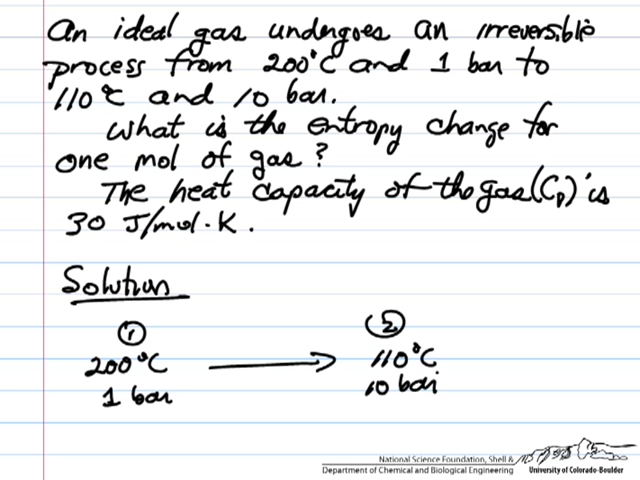 An ideal gas undergoes an irreversible
process from 200°C and 1 bar to
110°C and 10 bar.
What is the entropy change for
one mol of gas?
The heat capacity of the gas (Cp) is
30 J/mol·K.
Solution
① ②
200°C → 110°C
1 bar 10 bar
National Science Foundation, Shell &
Department of Chemical and Biological Engineering University of Colorado-Boulder